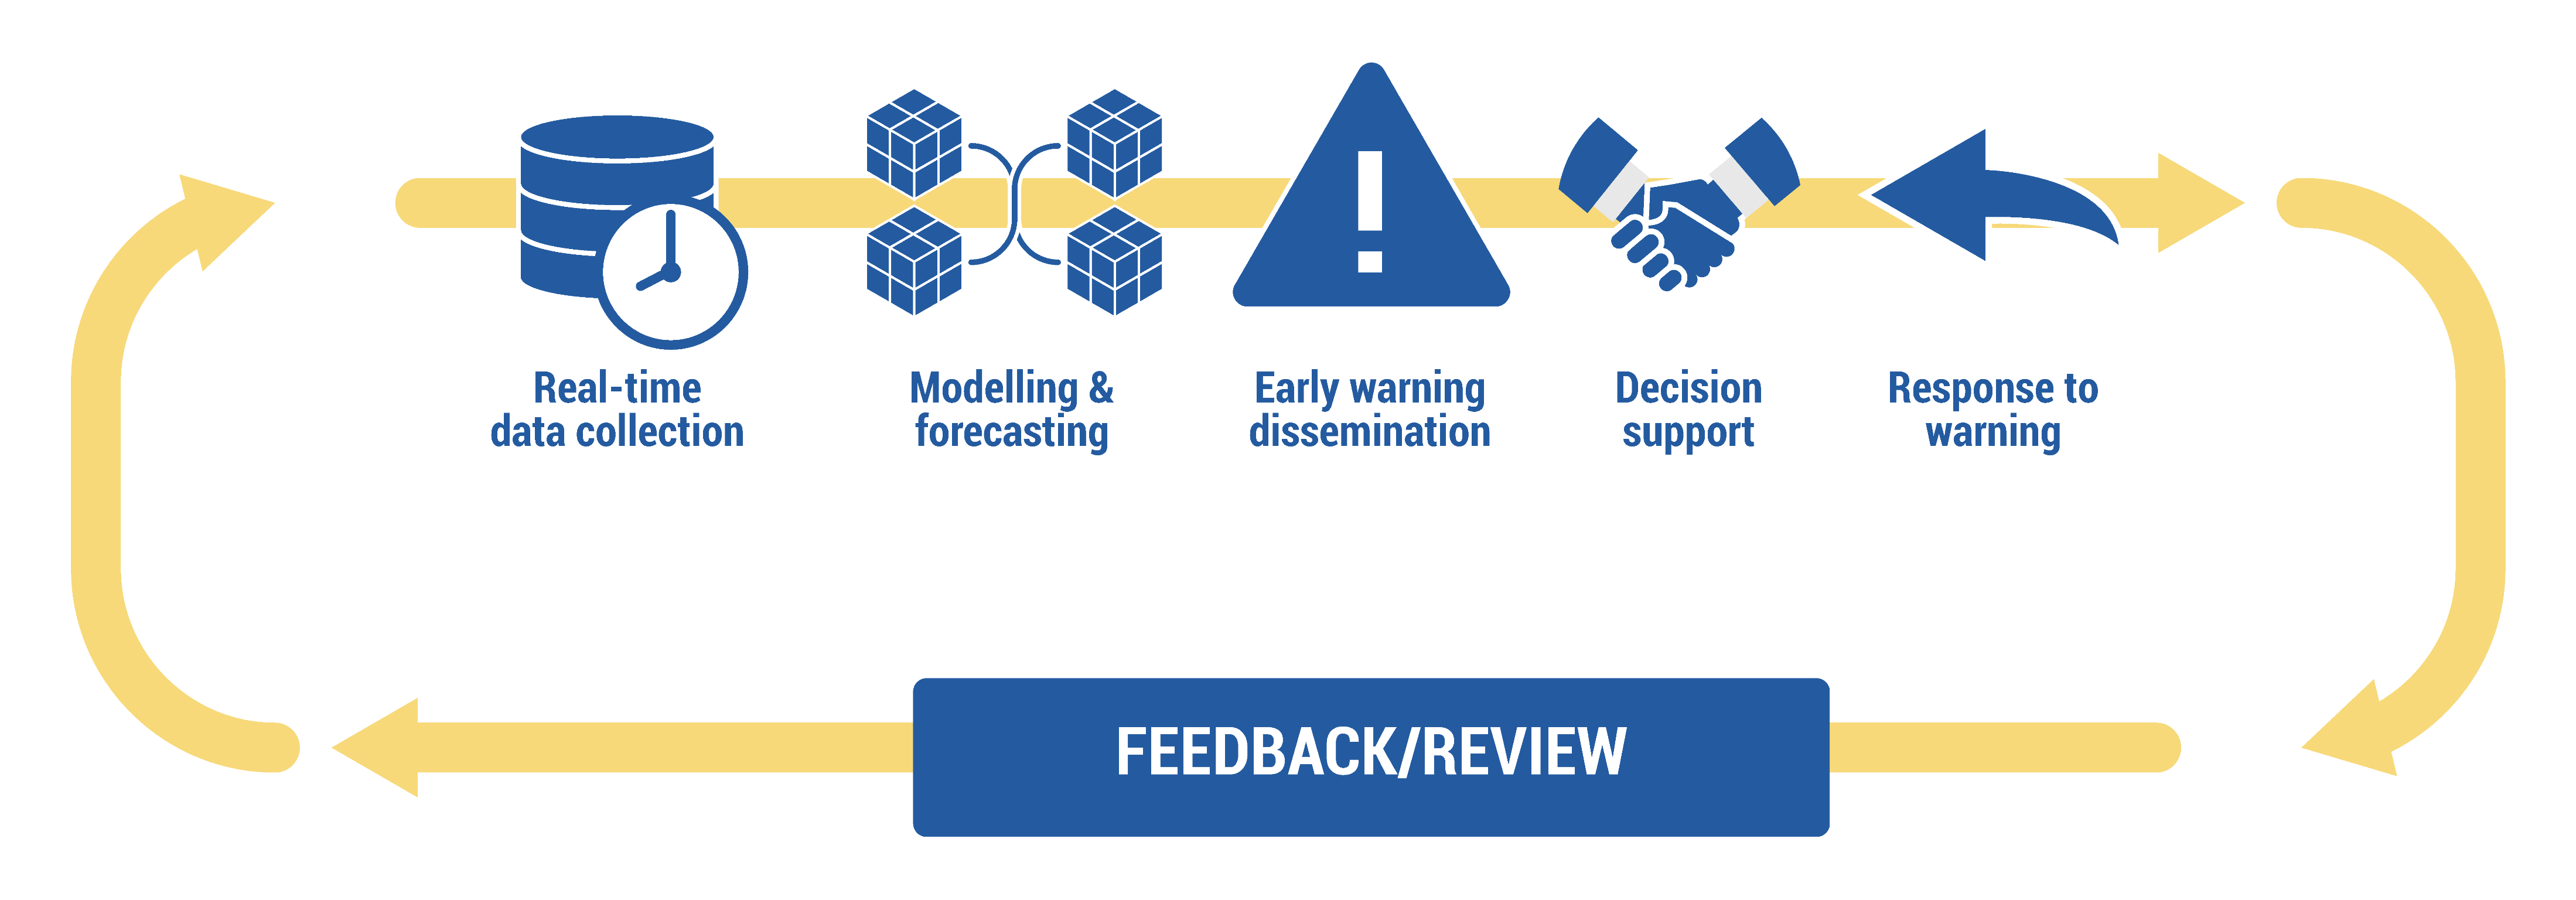 Real-time
data collection
Modelling &
forecasting
Early warning
dissemination
Decision
support
Response to
warning
FEEDBACK/REVIEW